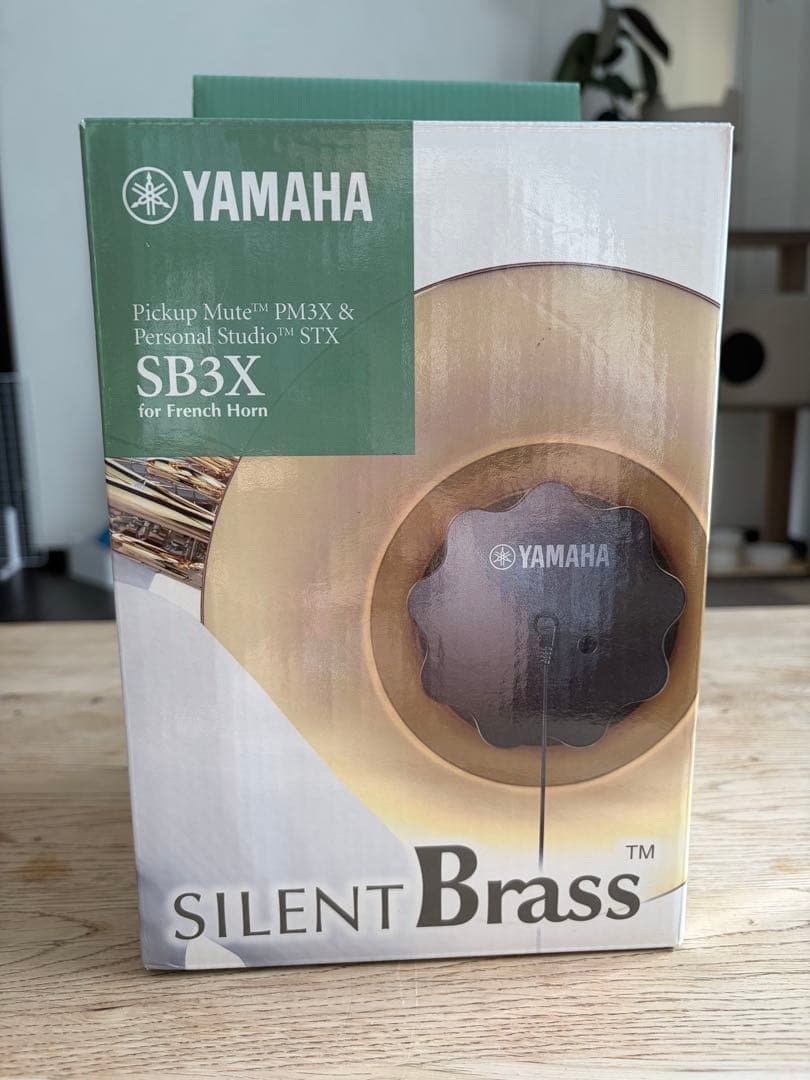 YAMAHA
Pickup Mute™ PM3X &
Personal Studio™ STX
SB3X
for French Horn
YAMAHA
SILENT Brass™